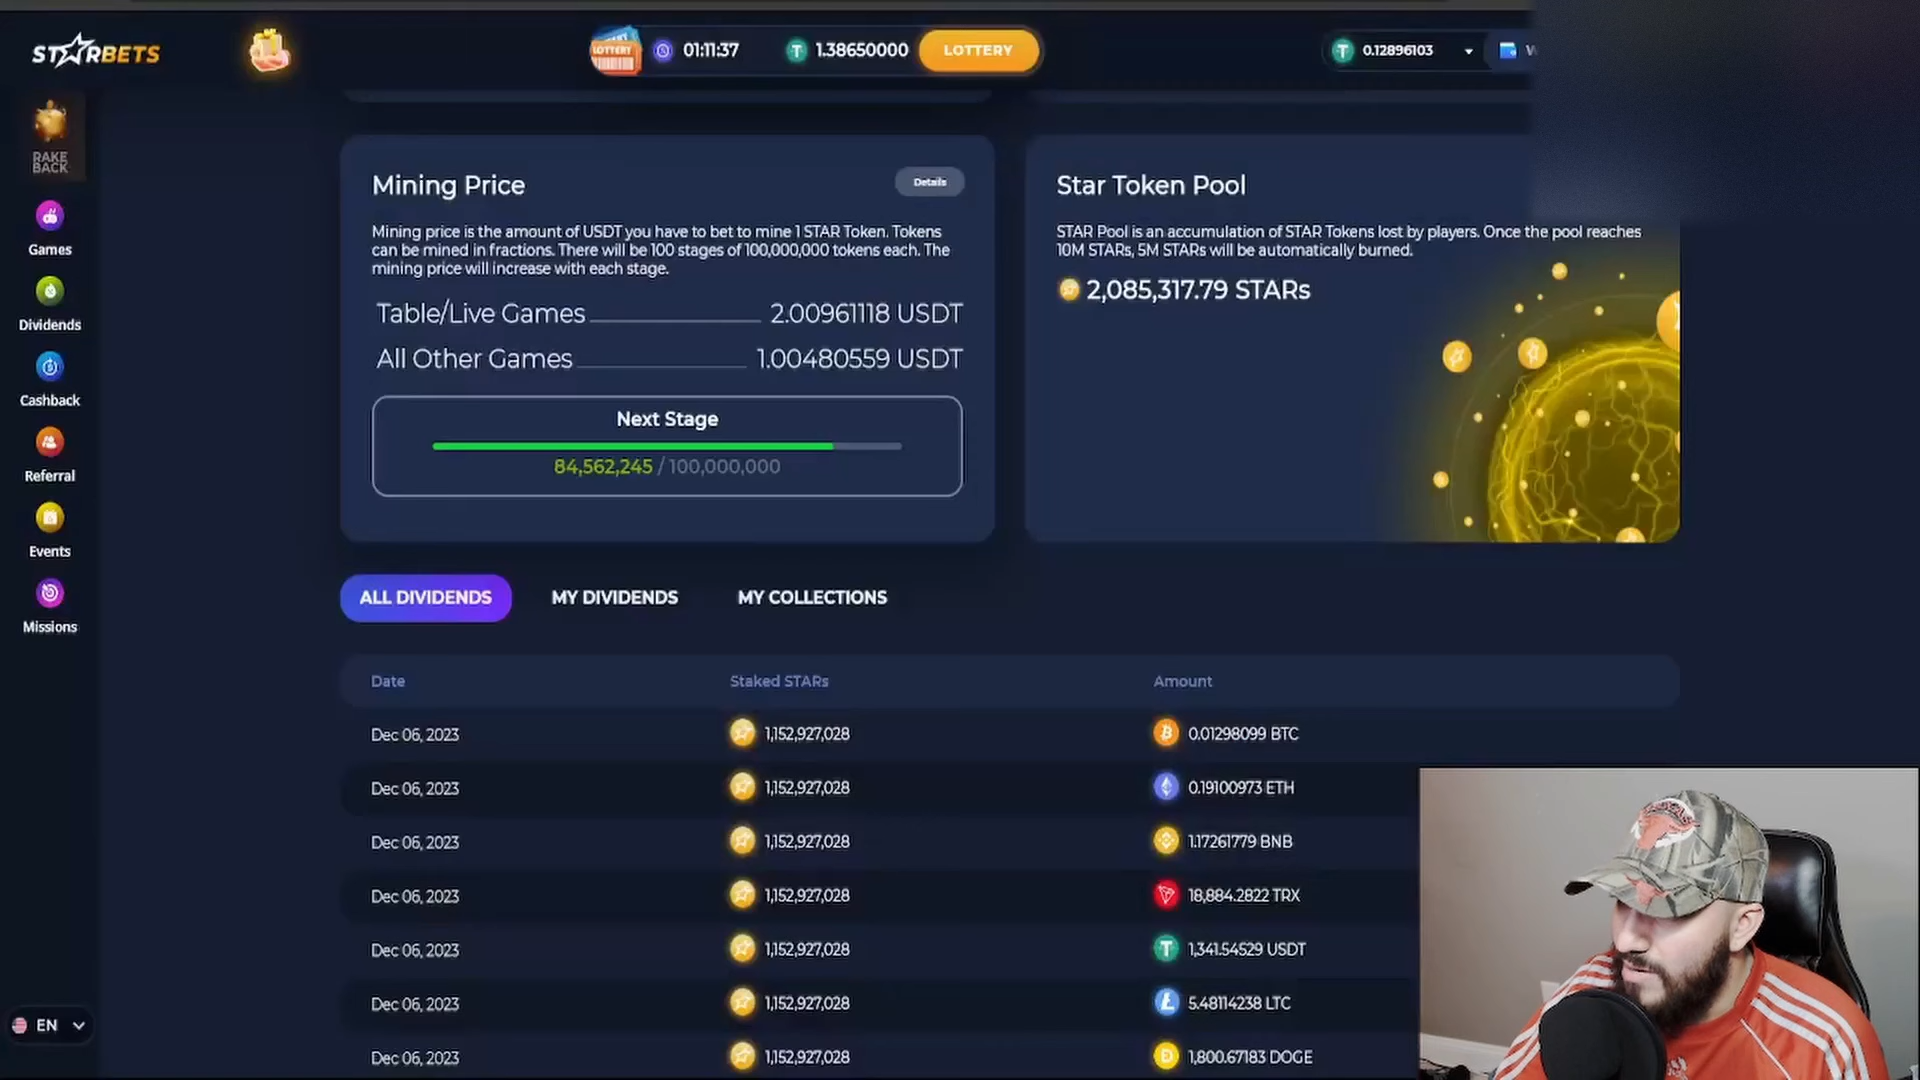 STARBETS
LOTTERY
01:11:37
1.38650000
LOTTERY
0.12896103
RAKE
BACK
Games
Dividends
Cashback
Referral
Events
Missions
EN
Mining Price
Details
Mining price is the amount of USDT you have to bet to mine 1 STAR Token. Tokens
can be mined in fractions. There will be 100 stages of 100,000,000 tokens each. The
mining price will increase with each stage.
Table/Live Games 2.00961118 USDT
All Other Games 1.00480559 USDT
Next Stage
84,562,245 / 100,000,000
Star Token Pool
STAR Pool is an accumulation of STAR Tokens lost by players. Once the pool reaches
10M STARs, 5M STARs will be automatically burned.
2,085,317.79 STARs
ALL DIVIDENDS MY DIVIDENDS MY COLLECTIONS
Date Staked STARs Amount
Dec 06, 2023 1,152,927,028 0.01298099 BTC
Dec 06, 2023 1,152,927,028 0.19100973 ETH
Dec 06, 2023 1,152,927,028 1.17261779 BNB
Dec 06, 2023 1,152,927,028 18,884.2822 TRX
Dec 06, 2023 1,152,927,028 1,341.54529 USDT
Dec 06, 2023 1,152,927,028 5.48114238 LTC
Dec 06, 2023 1,152,927,028 1,800.67183 DOGE